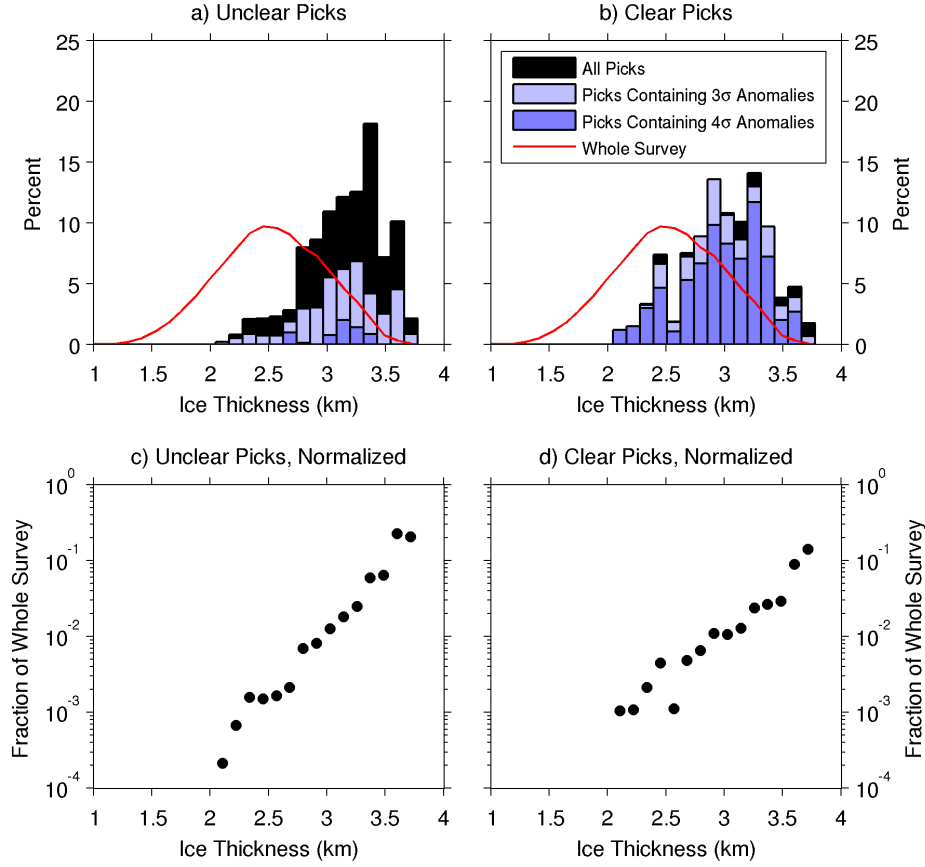 a) Unclear Picks
b) Clear Picks
25
20
15
10
5
0
Percent
1 1.5 2 2.5 3 3.5 4
Ice Thickness (km)
All Picks
Picks Containing 3σ Anomalies
Picks Containing 4σ Anomalies
Whole Survey
25
20
15
10
5
0
Percent
1 1.5 2 2.5 3 3.5 4
Ice Thickness (km)
c) Unclear Picks, Normalized
d) Clear Picks, Normalized
10^0
10^-1
10^-2
10^-3
10^-4
Fraction of Whole Survey
1 1.5 2 2.5 3 3.5 4
Ice Thickness (km)
10^0
10^-1
10^-2
10^-3
10^-4
Fraction of Whole Survey
1 1.5 2 2.5 3 3.5 4
Ice Thickness (km)